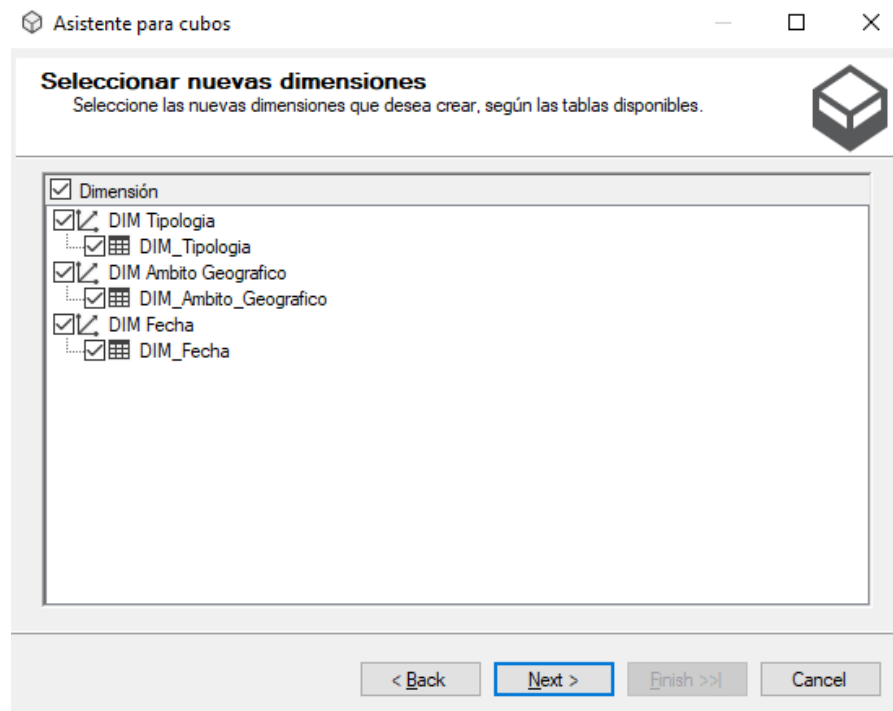 Asistente para cubos
Seleccionar nuevas dimensiones
Seleccione las nuevas dimensiones que desea crear, según las tablas disponibles.
Dimensión
DIM Tipologia
DIM_Tipologia
DIM Ambito Geografico
DIM_Ambito_Geografico
DIM Fecha
DIM_Fecha
< Back Next > Finish >>| Cancel